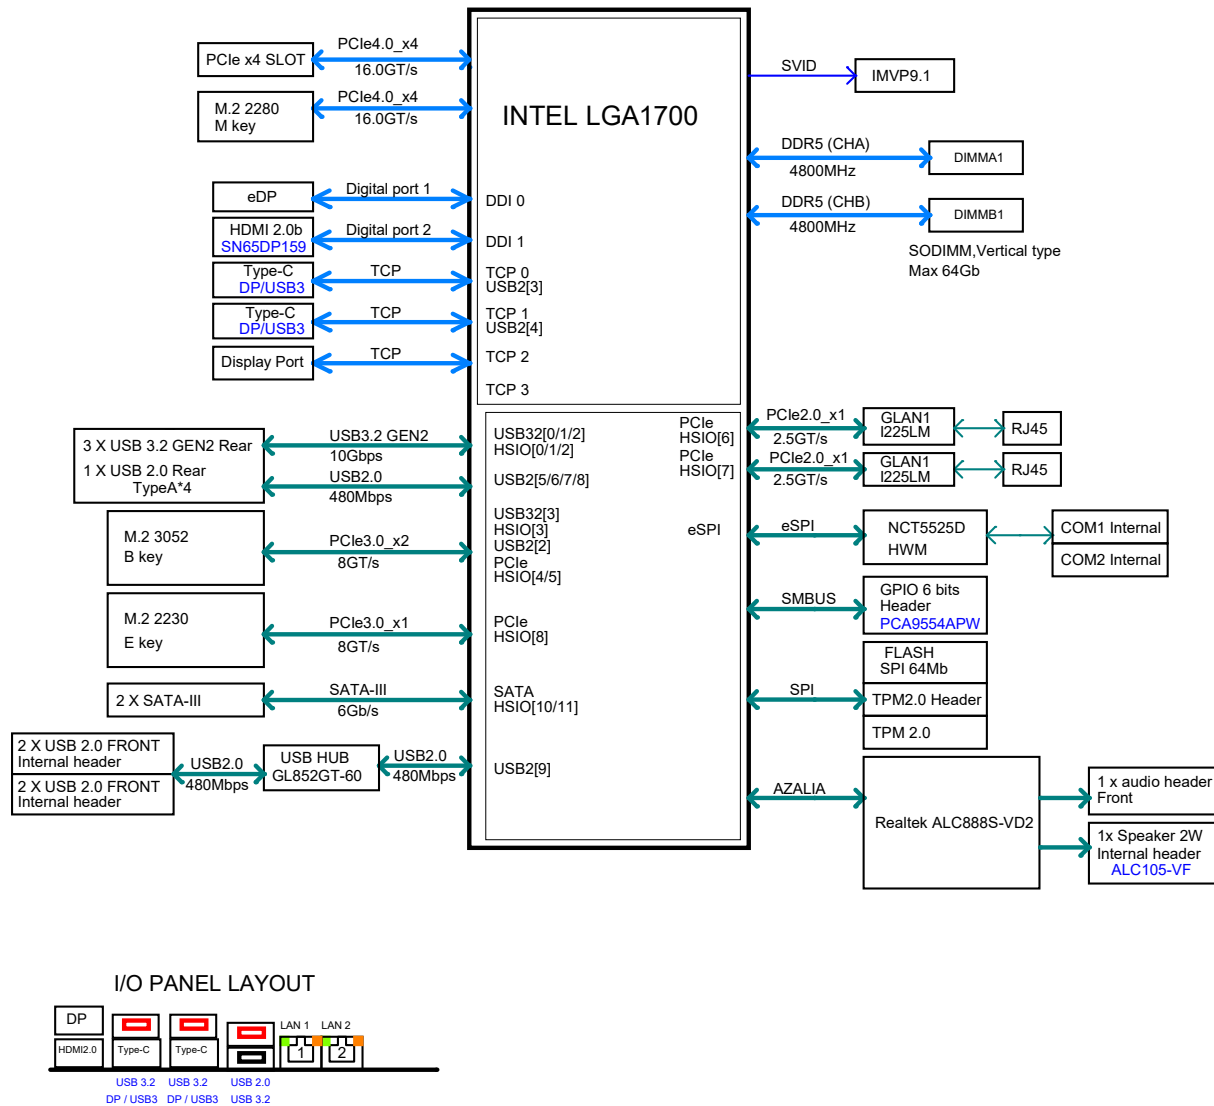 INTEL LGA1700
PCIe x4 SLOT
PCIe4.0_x4
16.0GT/s
M.2 2280
M key
PCIe4.0_x4
16.0GT/s
eDP
Digital port 1
DDI 0
HDMI 2.0b
SN65DP159
Digital port 2
DDI 1
Type-C
DP/USB3
TCP
TCP 0
USB2[3]
Type-C
DP/USB3
TCP
TCP 1
USB2[4]
Display Port
TCP
TCP 2
TCP 3
SVID
IMVP9.1
DDR5 (CHA)
4800MHz
DIMMA1
DDR5 (CHB)
4800MHz
DIMMB1
SODIMM,Vertical type
Max 64Gb
3 X USB 3.2 GEN2 Rear
1 X USB 2.0 Rear
TypeA*4
USB3.2 GEN2
10Gbps
USB2.0
480Mbps
USB32[0/1/2]
HSIO[0/1/2]
USB2[5/6/7/8]
M.2 3052
B key
PCIe3.0_x2
8GT/s
USB32[3]
HSIO[3]
USB2[2]
PCIe
HSIO[4/5]
M.2 2230
E key
PCIe3.0_x1
8GT/s
PCIe
HSIO[8]
2 X SATA-III
SATA-III
6Gb/s
SATA
HSIO[10/11]
2 X USB 2.0 FRONT
Internal header
2 X USB 2.0 FRONT
Internal header
USB2.0
480Mbps
USB HUB
GL852GT-60
USB2.0
480Mbps
USB2[9]
PCIe
HSIO[6]
PCIe2.0_x1
2.5GT/s
GLAN1
I225LM
RJ45
PCIe
HSIO[7]
PCIe2.0_x1
2.5GT/s
GLAN1
I225LM
RJ45
eSPI
eSPI
NCT5525D
HWM
COM1 Internal
COM2 Internal
SMBUS
GPIO 6 bits
Header
PCA9554APW
SPI
FLASH
SPI 64Mb
TPM2.0 Header
TPM 2.0
AZALIA
Realtek ALC888S-VD2
1 x audio header
Front
1x Speaker 2W
Internal header
ALC105-VF
I/O PANEL LAYOUT
DP
HDMI2.0
Type-C
Type-C
LAN 1
LAN 2
1
2
USB 3.2
DP / USB3
USB 3.2
DP / USB3
USB 2.0
USB 3.2